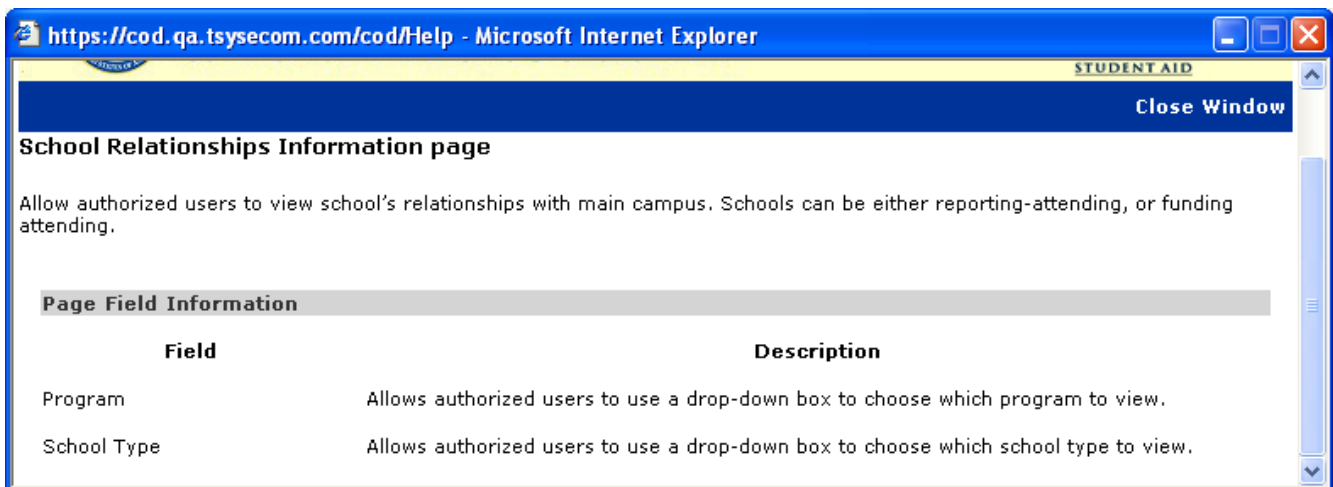 https://cod.qa.tsysecom.com/cod/Help - Microsoft Internet Explorer
STUDENT AID
Close Window
School Relationships Information page
Allow authorized users to view school's relationships with main campus. Schools can be either reporting-attending, or funding
attending.
Page Field Information
Field Description
Program Allows authorized users to use a drop-down box to choose which program to view.
School Type Allows authorized users to use a drop-down box to choose which school type to view.